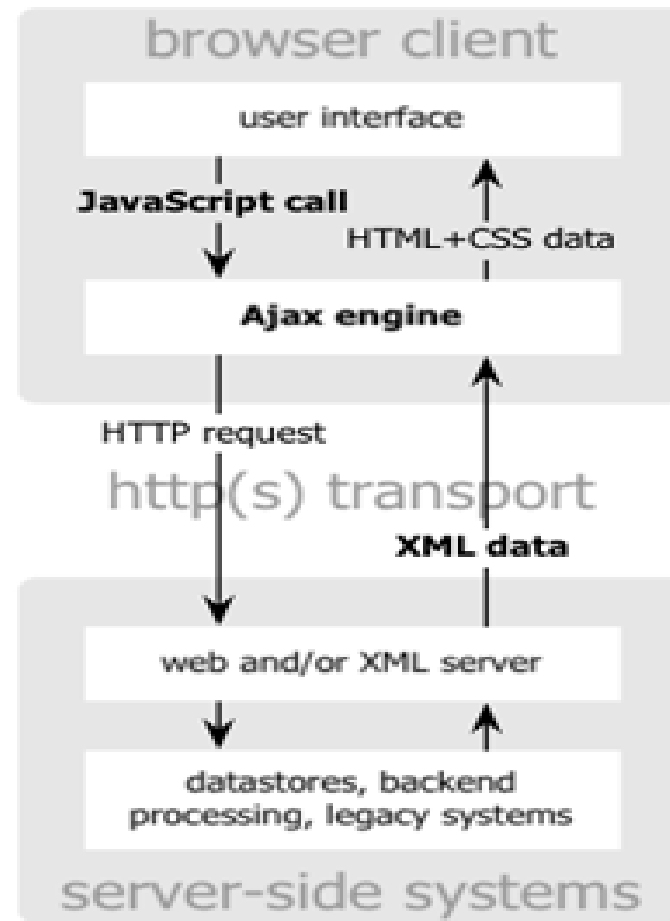 browser client
user interface
JavaScript call
HTML+CSS data
Ajax engine
HTTP request
http(s) transport
XML data
web and/or XML server
datastores, backend
processing, legacy systems
server-side systems